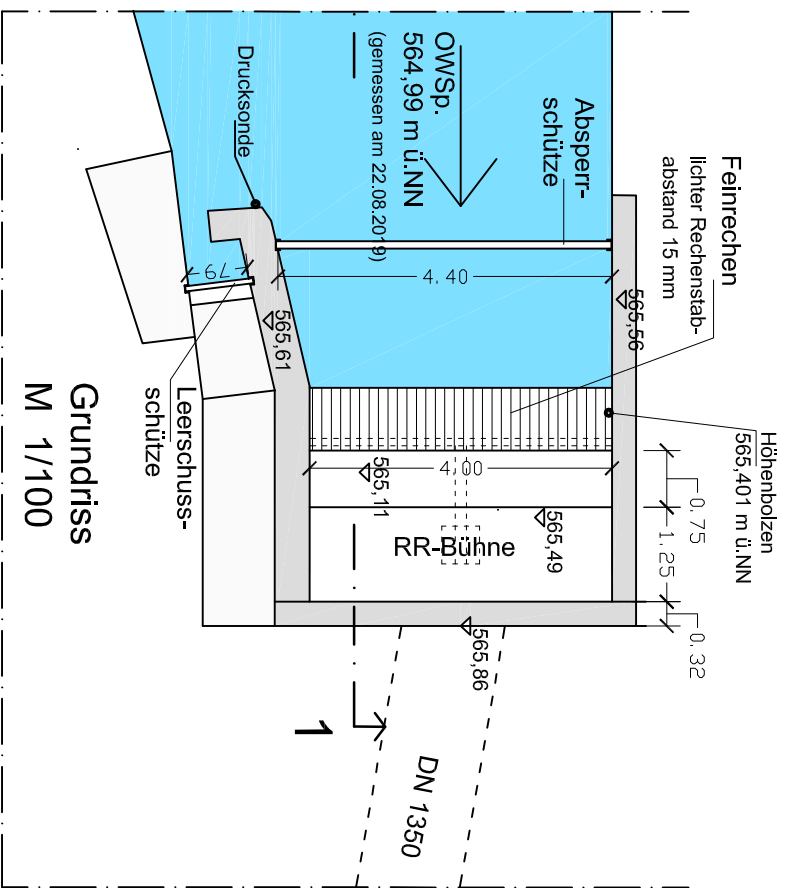 Feinrechen
lichter Rechenstab-
abstand 15 mm
Höhenbolzen
565,401 m ü.NN
Absperr-
schütze
OWSp.
564,99 m ü.NN
(gemessen am 22.08.2019)
Drucksonde
565,56
0.75
1.25
0.32
4.40
4.00
565,11
565,49
RR-Bühne
565,86
565,61
79
Leerschuss-
schütze
DN 1350
1
Grundriss
M 1/100